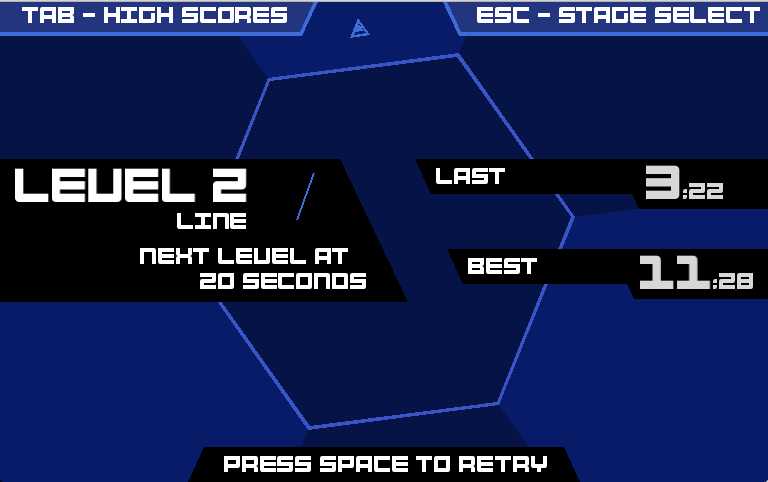 TAB - HIGH SCORES
ESC - STAGE SELECT
LEVEL 2
LINE
NEXT LEVEL AT
20 SECONDS
LAST
3:22
BEST
11:28
PRESS SPACE TO RETRY